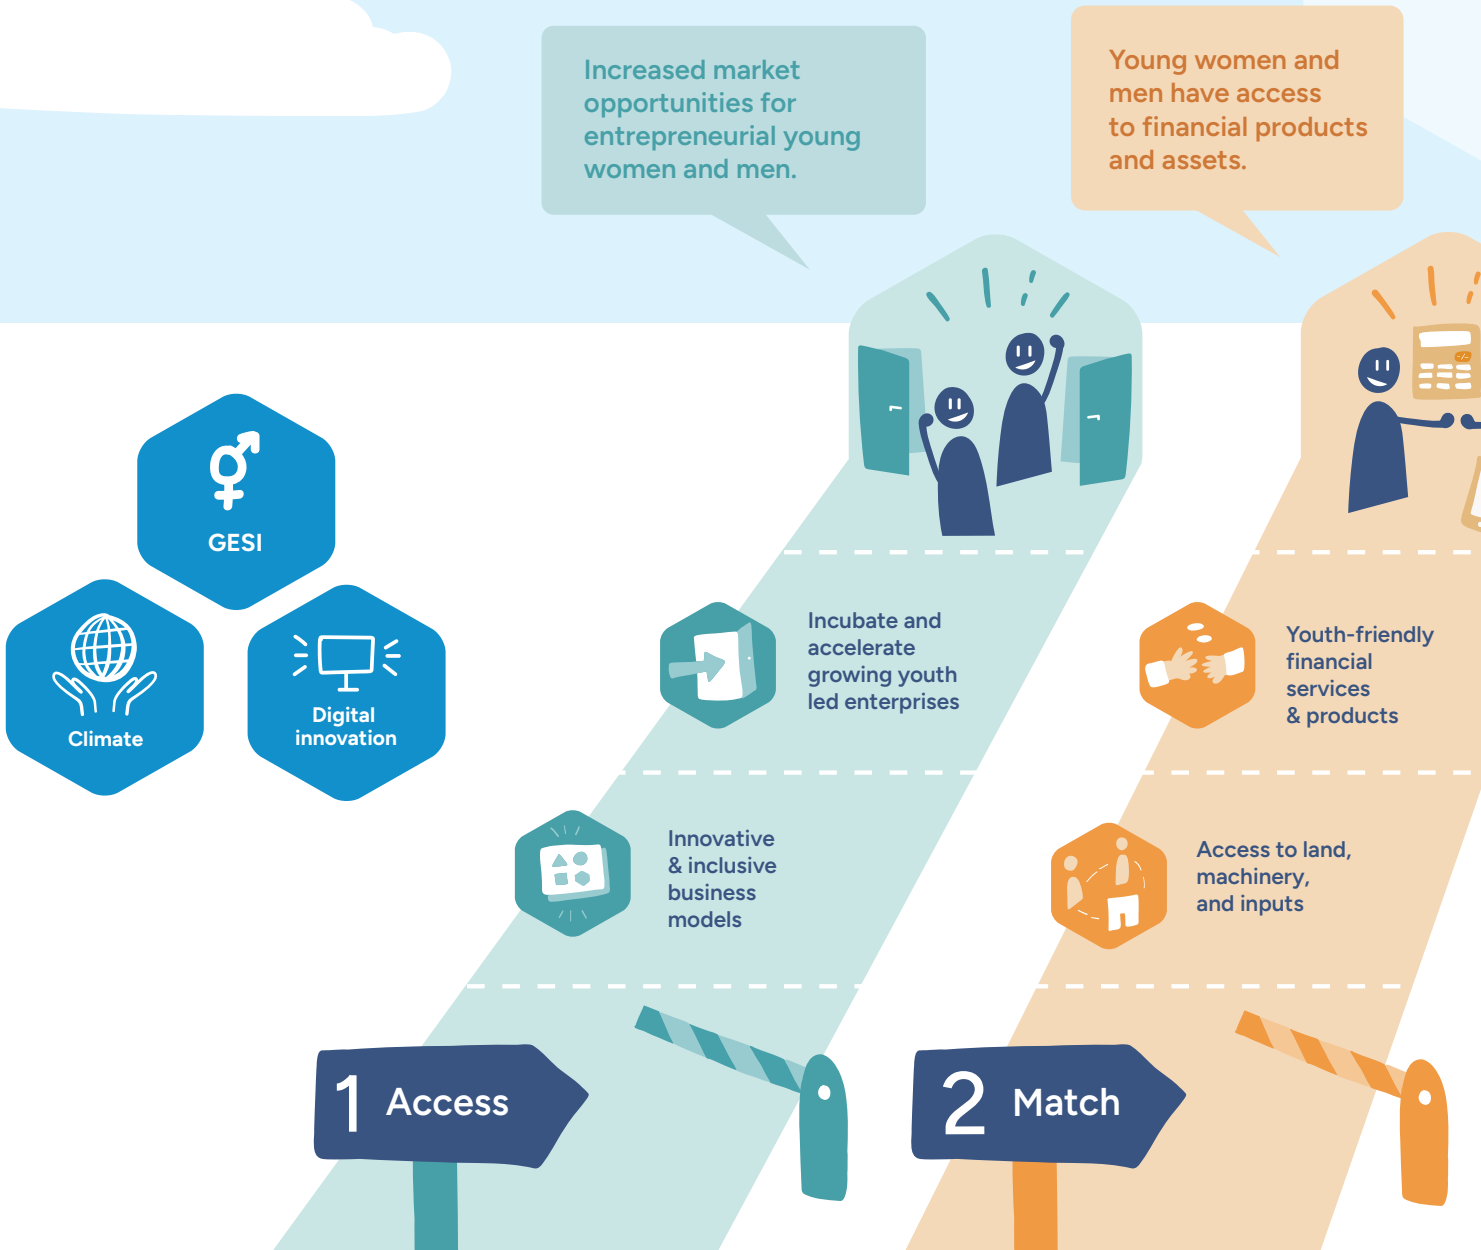 Increased market
opportunities for
entrepreneurial young
women and men.
Young women and
men have access
to financial products
and assets.
GESI
Climate
Digital
innovation
Incubate and
accelerate
growing youth
led enterprises
Youth-friendly
financial
services
& products
Innovative
& inclusive
business
models
Access to land,
machinery,
and inputs
1 Access
2 Match